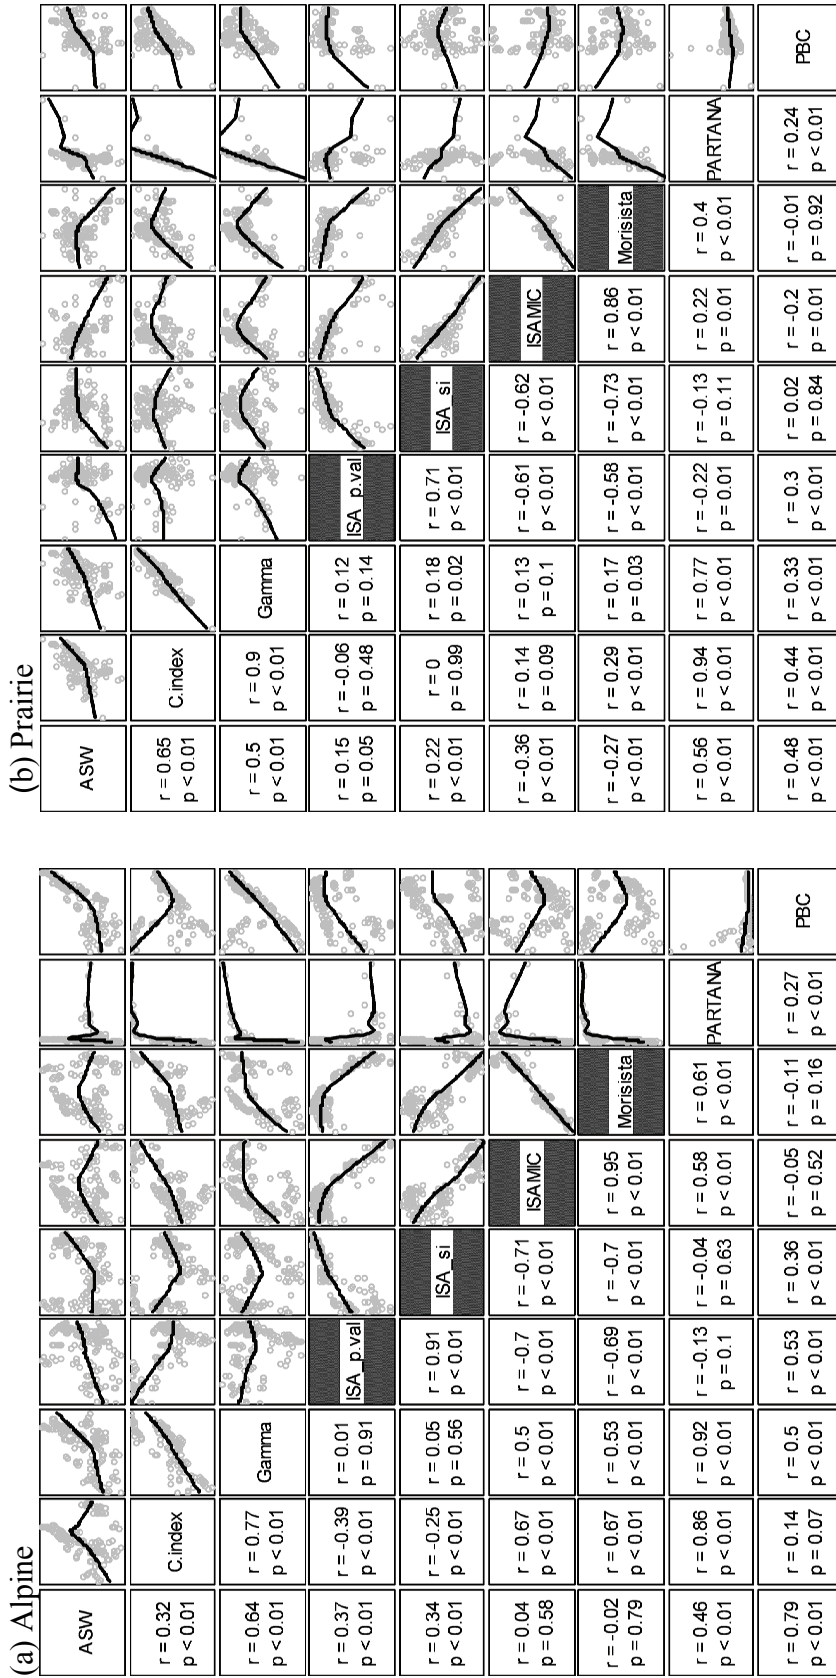 (a) Alpine
ASW
r = 0.32
p < 0.01
C.index
r = 0.64
p < 0.01
r = 0.77
p < 0.01
Gamma
r = 0.37
p < 0.01
r = -0.39
p < 0.01
r = 0.01
p = 0.91
ISA_p.val
r = 0.34
p < 0.01
r = -0.25
p < 0.01
r = 0.05
p = 0.56
r = 0.91
p < 0.01
ISA_si
r = 0.04
p = 0.58
r = 0.67
p < 0.01
r = 0.5
p < 0.01
r = -0.7
p < 0.01
r = -0.71
p < 0.01
ISAMIC
r = -0.02
p = 0.79
r = 0.67
p < 0.01
r = 0.53
p < 0.01
r = -0.69
p < 0.01
r = -0.7
p < 0.01
r = 0.95
p < 0.01
Morisista
r = 0.46
p < 0.01
r = 0.86
p < 0.01
r = 0.92
p < 0.01
r = -0.13
p = 0.1
r = -0.04
p = 0.63
r = 0.58
p < 0.01
r = 0.61
p < 0.01
PARTANA
r = 0.79
p < 0.01
r = 0.14
p = 0.07
r = 0.5
p < 0.01
r = 0.53
p < 0.01
r = 0.36
p < 0.01
r = -0.05
p = 0.52
r = -0.11
p = 0.16
r = 0.27
p < 0.01
PBC
(b) Prairie
ASW
r = 0.65
p < 0.01
C.index
r = 0.5
p < 0.01
r = 0.9
p < 0.01
Gamma
r = 0.15
p = 0.05
r = -0.06
p = 0.48
r = 0.12
p = 0.14
ISA_p.val
r = 0.22
p < 0.01
r = 0
p = 0.99
r = 0.18
p = 0.02
r = 0.71
p < 0.01
ISA_si
r = -0.36
p < 0.01
r = 0.14
p = 0.09
r = 0.13
p = 0.1
r = -0.61
p < 0.01
r = -0.62
p < 0.01
ISAMIC
r = -0.27
p < 0.01
r = 0.29
p < 0.01
r = 0.17
p = 0.03
r = -0.58
p < 0.01
r = -0.73
p < 0.01
r = 0.86
p < 0.01
Morisista
r = 0.56
p < 0.01
r = 0.94
p < 0.01
r = 0.77
p < 0.01
r = -0.22
p = 0.01
r = -0.13
p = 0.11
r = 0.22
p = 0.01
r = 0.4
p < 0.01
PARTANA
r = 0.48
p < 0.01
r = 0.44
p < 0.01
r = 0.33
p < 0.01
r = 0.3
p < 0.01
r = 0.02
p = 0.84
r = -0.2
p = 0.01
r = -0.01
p = 0.92
r = 0.24
p < 0.01
PBC